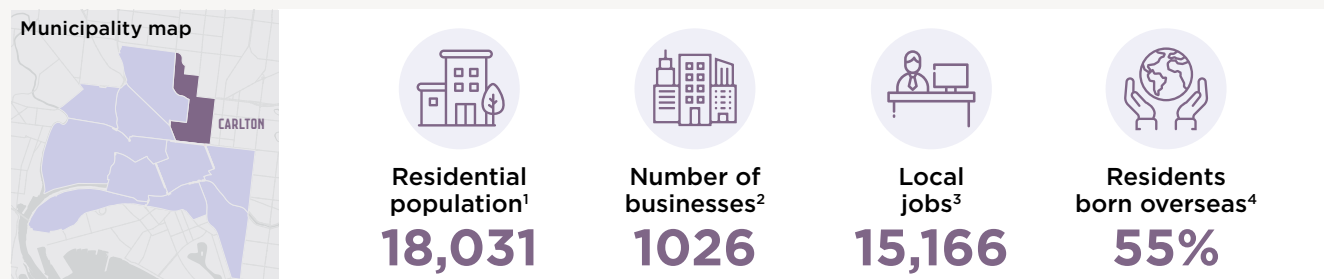 Municipality map
CARLTON
Residential
population¹
18,031
Number of
businesses²
1026
Local
jobs³
15,166
Residents
born overseas⁴
55%